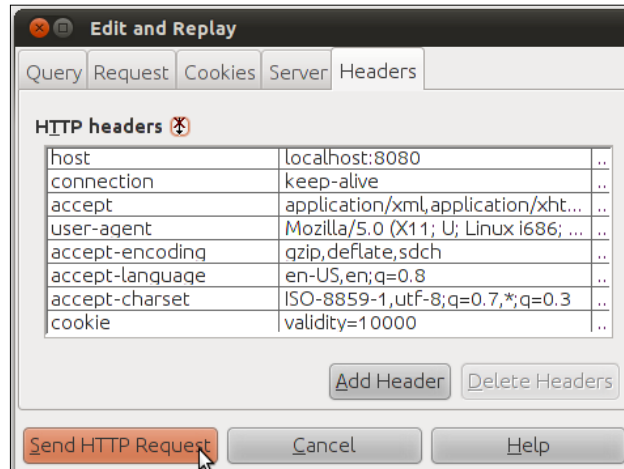 Edit and Replay
Query Request Cookies Server Headers
HTTP headers
host localhost:8080 ..
connection keep-alive ..
accept application/xml,application/xht... ..
user-agent Mozilla/5.0 (X11; U; Linux i686; ... ..
accept-encoding gzip,deflate,sdch ..
accept-language en-US,en;q=0.8 ..
accept-charset ISO-8859-1,utf-8;q=0.7,*;q=0.3 ..
cookie validity=10000 ..
Add Header Delete Headers
Send HTTP Request Cancel Help